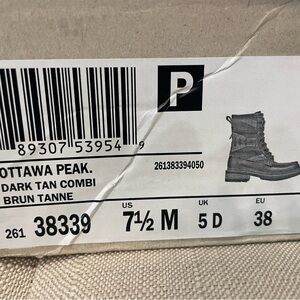 P
89307 53954 9
OTTAWA PEAK.
261383394050
DARK TAN COMBI
BRUN TANNE
US UK EU
261 38339 7½ M 5 D 38